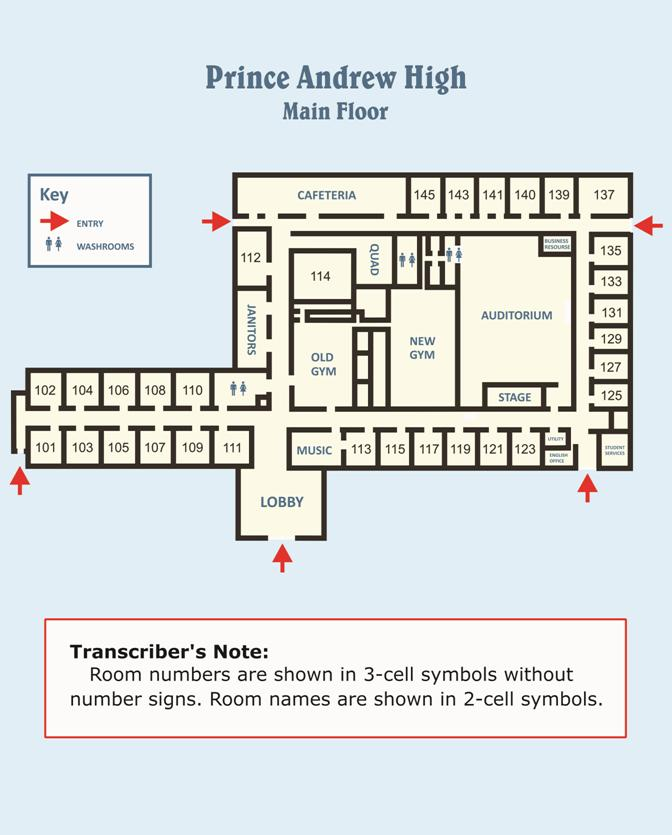 Prince Andrew High
Main Floor
Key
ENTRY
WASHROOMS
CAFETERIA
145
143
141
140
139
137
112
QUAD
BUSINESS
RESOURSE
135
114
133
JANITORS
AUDITORIUM
131
NEW
GYM
129
OLD
GYM
127
STAGE
125
102
104
106
108
110
101
103
105
107
109
111
MUSIC
113
115
117
119
121
123
UTILITY
ENGLISH
OFFICE
STUDENT
SERVICES
LOBBY
Transcriber's Note:
Room numbers are shown in 3-cell symbols without
number signs. Room names are shown in 2-cell symbols.